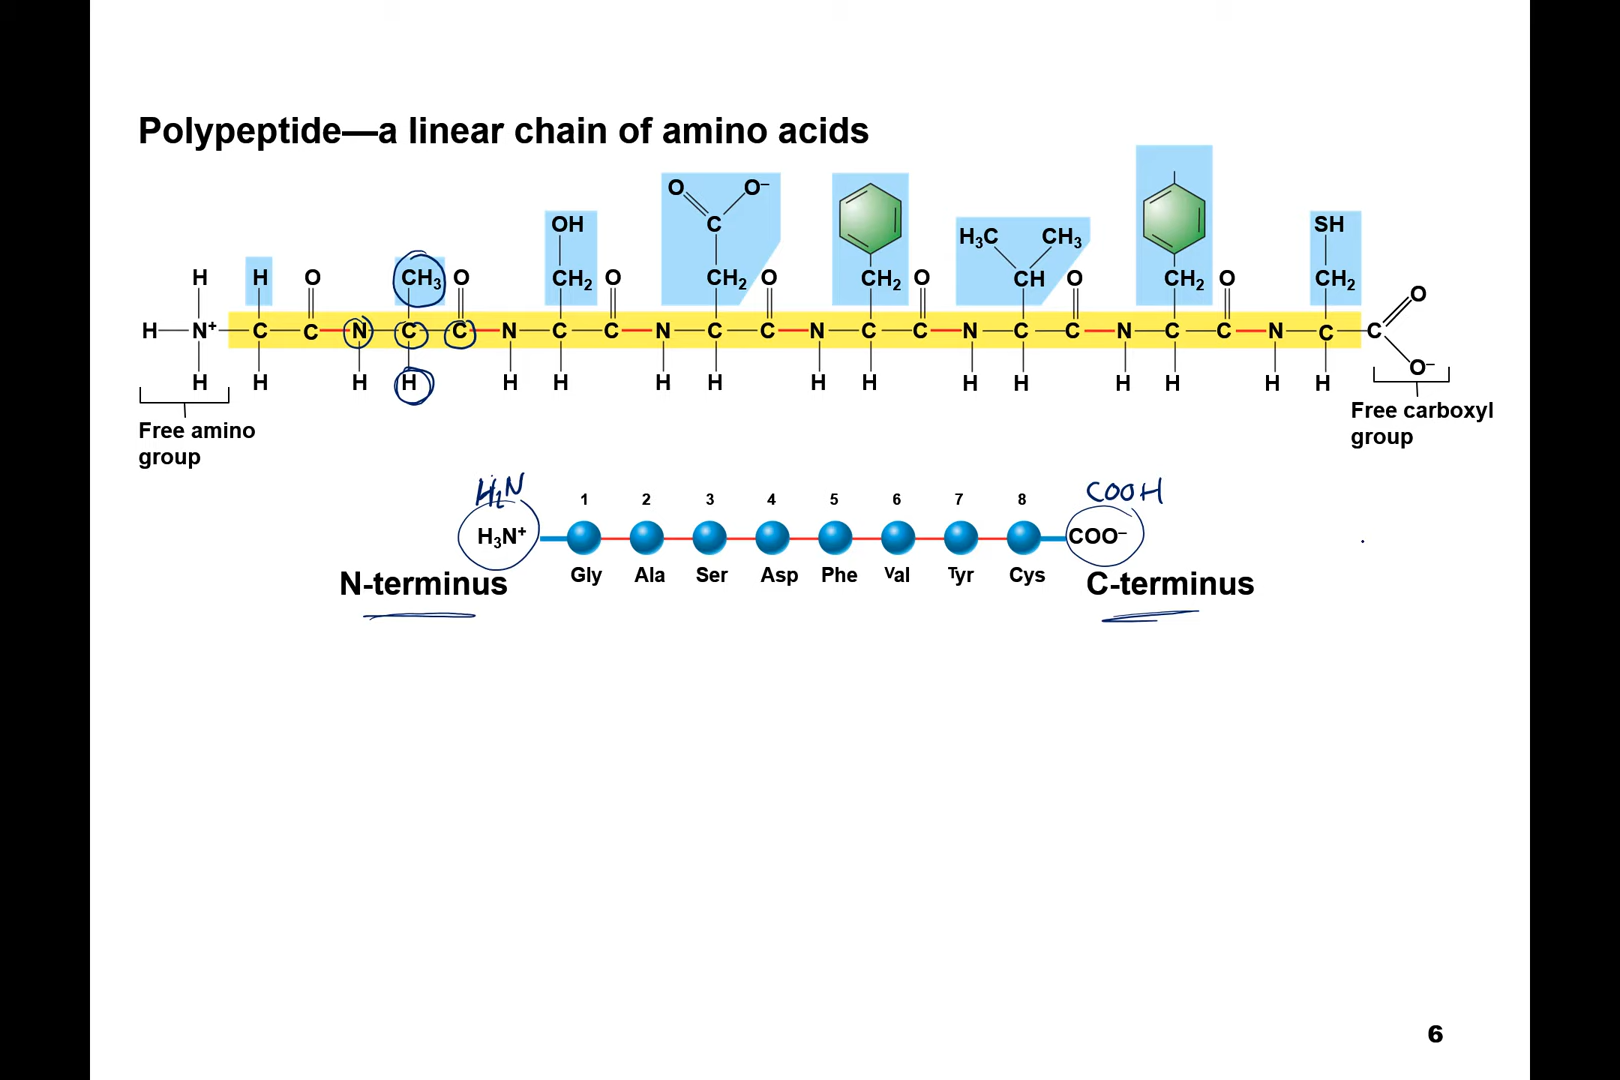 Polypeptide—a linear chain of amino acids
O O⁻
OH C H₃C CH₃ SH
H H O CH₃ O CH₂ O CH₂ O CH₂ O CH O CH₂ O CH₂ O
H N⁺ C C N C C N C C N C C N C C N C C N C C N C C
H H H H H H H H H H H H H H H H O⁻
Free amino
group
Free carboxyl
group
H₂N COOH
1 2 3 4 5 6 7 8
H₃N⁺ COO⁻
Gly Ala Ser Asp Phe Val Tyr Cys
N-terminus C-terminus
6